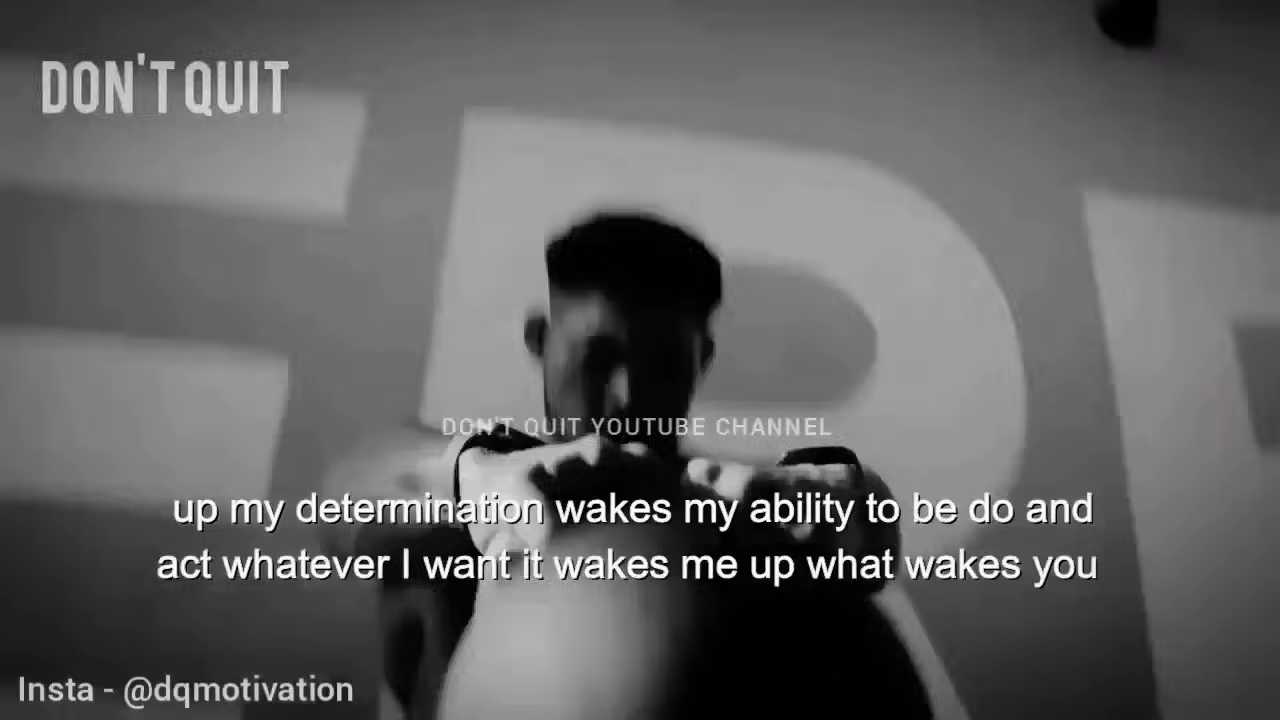 DON'T QUIT
DON'T QUIT YOUTUBE CHANNEL
up my determination wakes my ability to be do and
act whatever I want it wakes me up what wakes you
Insta - @dqmotivation